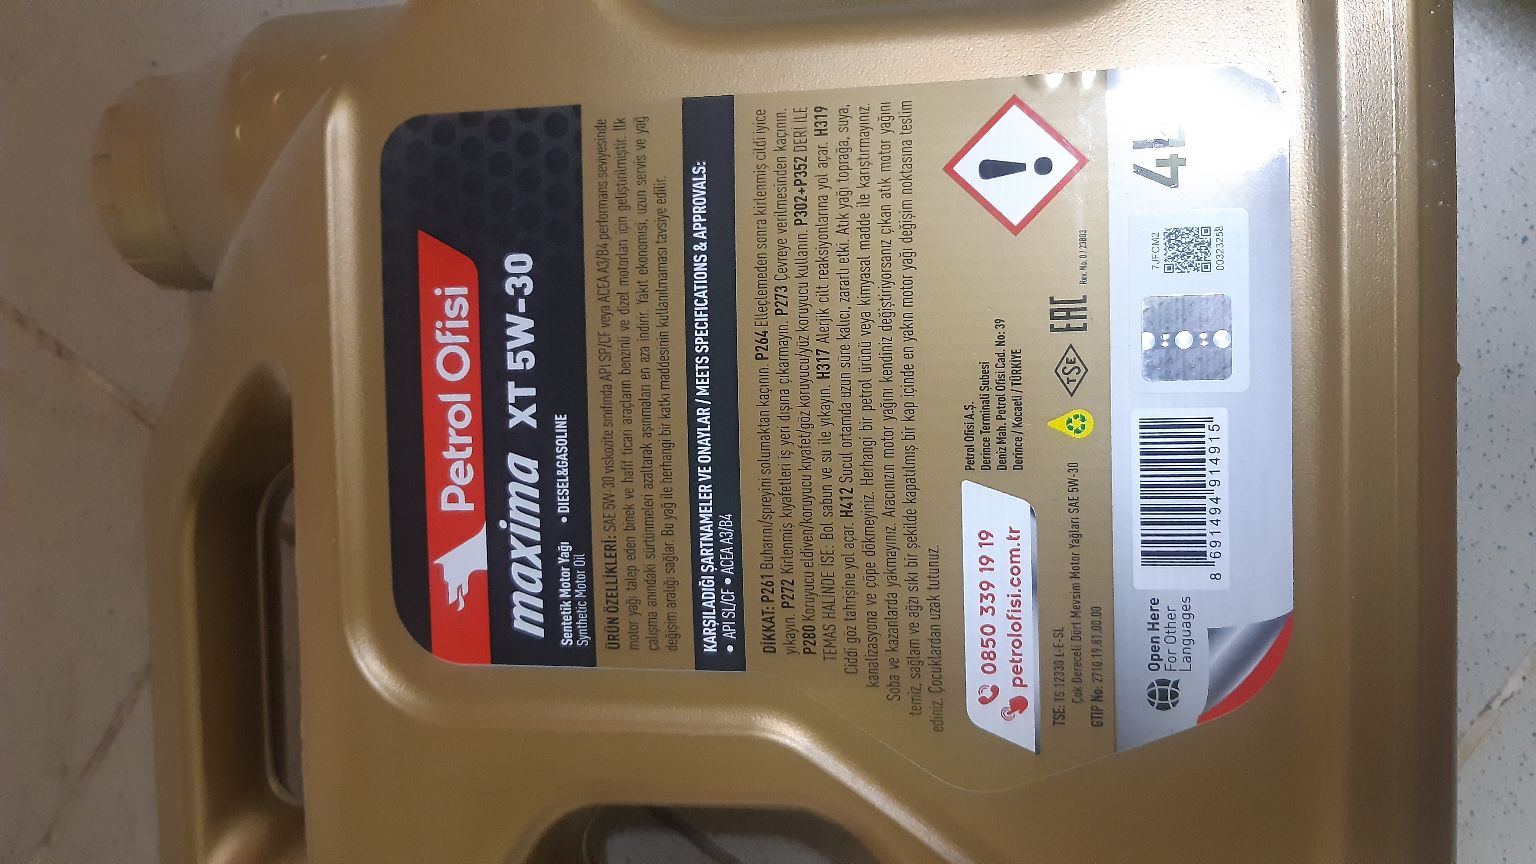 Petrol Ofisi
maxima XT 5W-30
Sentetik Motor Yağı • DIESEL&GASOLINE
Synthetic Motor Oil
ÜRÜN ÖZELLİKLERİ: SAE 5W-30 viskozite sınıfında API SP/CF veya ACEA A3/B4 performans seviyesinde
motor yağı talep eden binek ve hafif ticari araçların benzinli ve dizel motorları için geliştirilmiştir. İlk
çalışma anındaki sürtünmeleri azaltarak aşınmaları en aza indirir. Yakıt ekonomisi, uzun servis ve yağ
değişim aralığı sağlar. Bu yağ ile herhangi bir katkı maddesinin kullanılmaması tavsiye edilir.
KARŞILADIĞI ŞARTNAMELER VE ONAYLAR / MEETS SPECIFICATIONS & APPROVALS:
• API SL/CF • ACEA A3/B4
DİKKAT: P261 Buharını/spreyini solumaktan kaçının. P264 Elleçlemeden sonra kirlenmiş cildi iyice
yıkayın. P272 Kirlenmiş kıyafetleri iş yeri dışına çıkarmayın. P273 Çevreye verilmesinden kaçının.
P280 Koruyucu eldiven/koruyucu kıyafet/göz koruyucu/yüz koruyucu kullanın. P302+P352 DERİ İLE
TEMAS HALİNDE İSE: Bol sabun ve su ile yıkayın. H317 Alerjik cilt reaksiyonlarına yol açar. H319
Ciddi göz tahrişine yol açar. H412 Sucul ortamda uzun süre kalıcı, zararlı etki. Atık yağı toprağa, suya,
kanalizasyona ve çöpe dökmeyiniz. Herhangi bir petrol ürünü veya kimyasal madde ile karıştırmayınız.
Soba ve kazanlarda yakmayınız. Aracınızın motor yağını kendiniz değiştiriyorsanız çıkan atık motor yağını
temiz, sağlam ve ağzı sıkı bir şekilde kapatılmış bir kap içinde en yakın motor yağı değişim noktasına teslim
ediniz. Çocuklardan uzak tutunuz.
0850 339 19 19
petrolofisi.com.tr
Petrol Ofisi A.Ş.
Derince Terminali Şubesi
Deniz Mah. Petrol Ofisi Cad. No: 39
Derince / Kocaeli / TÜRKİYE
TSE: TS 12330 L-E-SL
Çok Dereceli Dört Mevsim Motor Yağları SAE 5W-30
GTIP No: 2710.19.81.00.00
TSE
EAC
Rev. No: 0 / 23803
Open Here
For Other
Languages
8 691494 914915
7JFCM2
00323258
4L